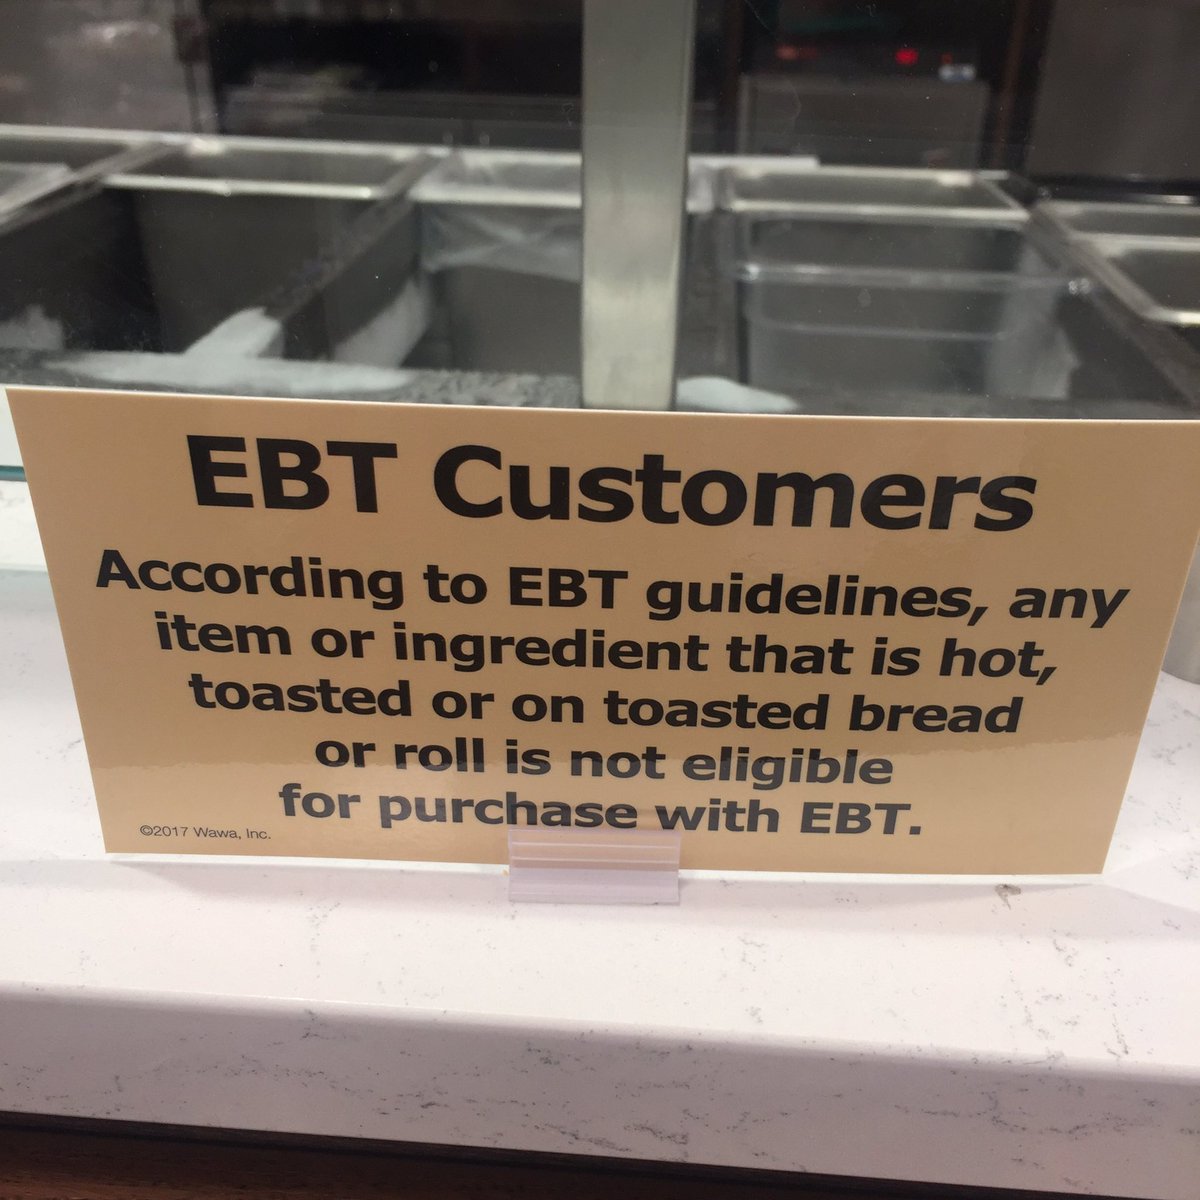 EBT Customers
According to EBT guidelines, any
item or ingredient that is hot,
toasted or on toasted bread
or roll is not eligible
for purchase with EBT.
©2017 Wawa, Inc.